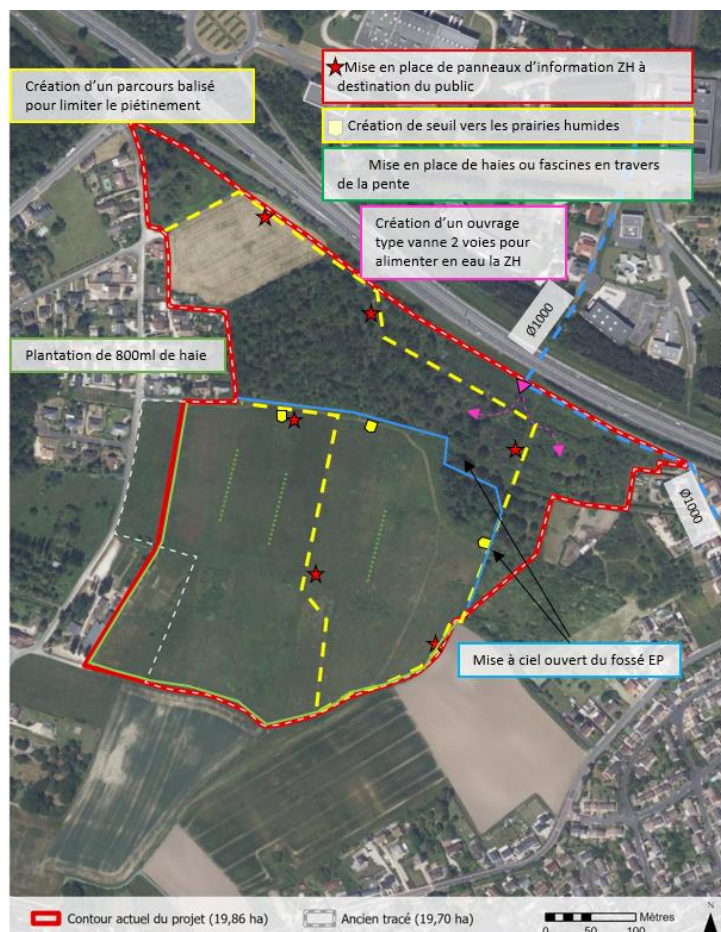 Création d'un parcours balisé
pour limiter le piétinement
Mise en place de panneaux d'information ZH à
destination du public
Création de seuil vers les prairies humides
Mise en place de haies ou fascines en travers
de la pente
Création d'un ouvrage
type vanne 2 voies pour
alimenter en eau la ZH
Ø1000
Plantation de 800ml de haie
Ø1000
Mise à ciel ouvert du fossé EP
Contour actuel du projet (19,86 ha)
Ancien tracé (19,70 ha)
Mètres
0 50 100
N